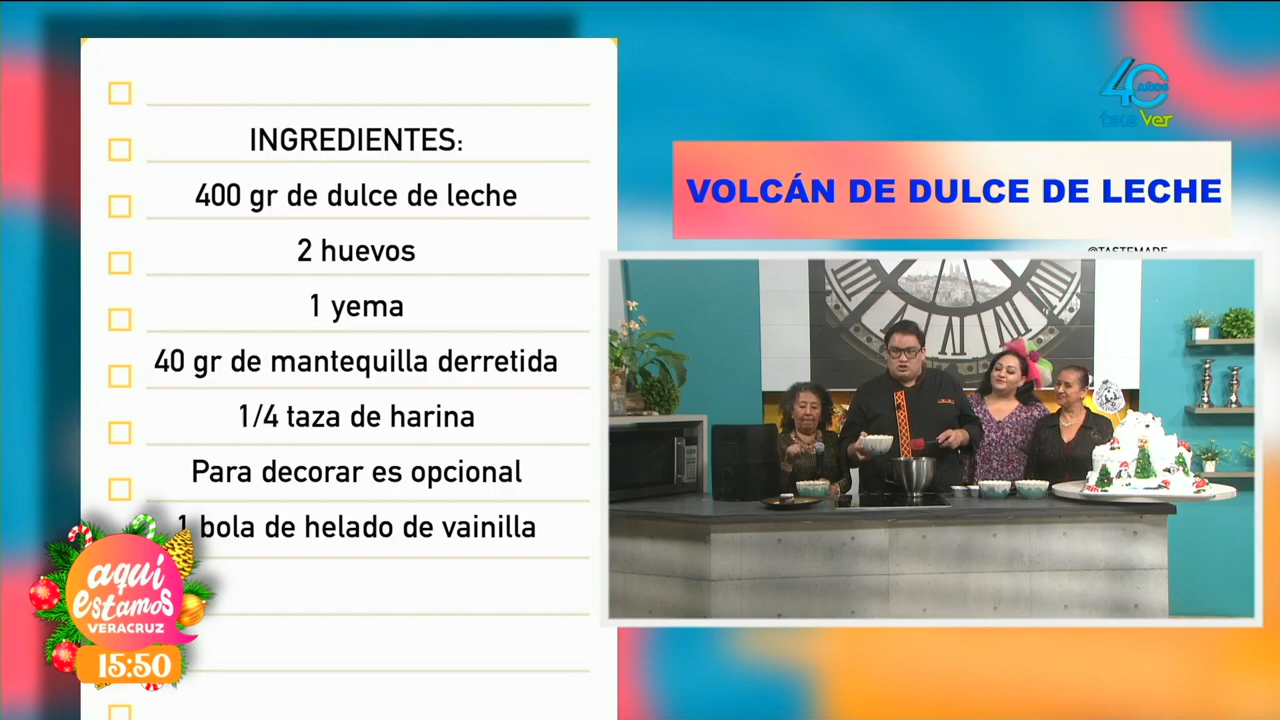 INGREDIENTES:
400 gr de dulce de leche
2 huevos
1 yema
40 gr de mantequilla derretida
1/4 taza de harina
Para decorar es opcional
1 bola de helado de vainilla
aquí
estamos
VERACRUZ
15:50
40
AÑOS
teleVer
VOLCÁN DE DULCE DE LECHE
@TASTEMADE